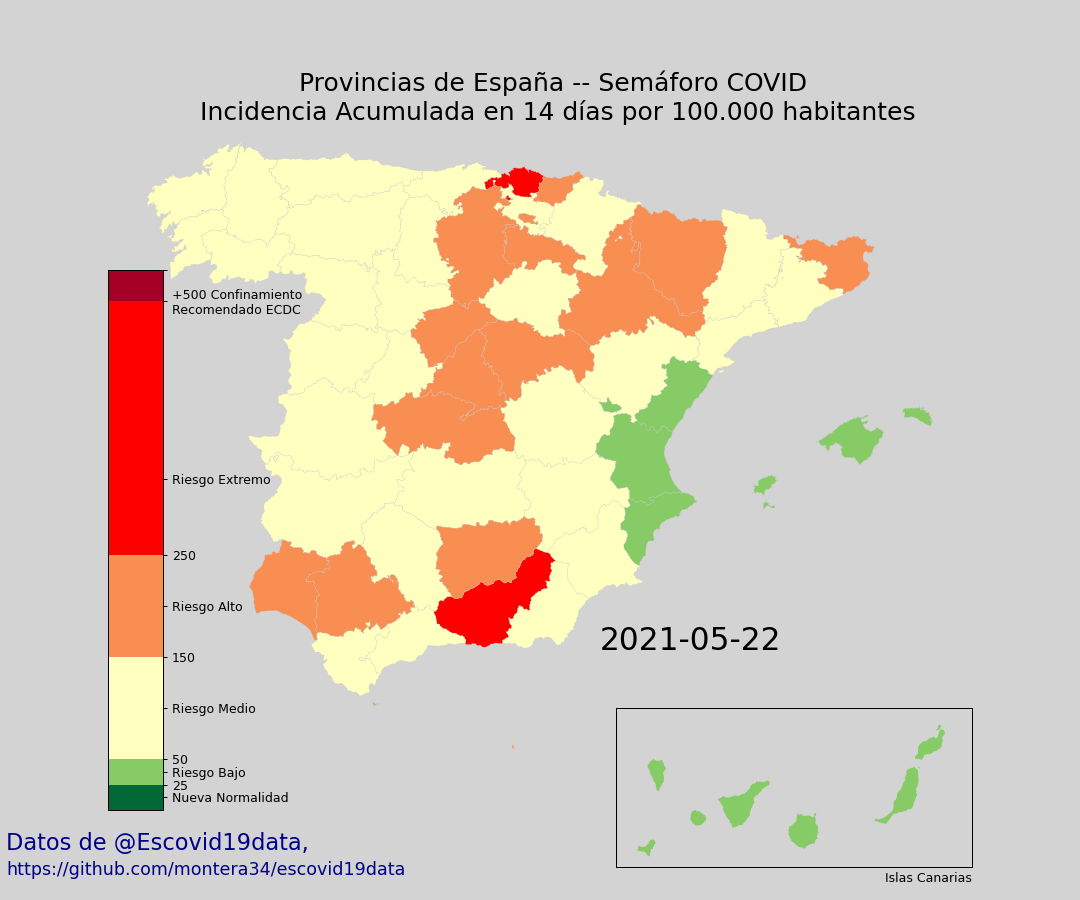 Provincias de España -- Semáforo COVID
Incidencia Acumulada en 14 días por 100.000 habitantes
+500 Confinamiento
Recomendado ECDC
Riesgo Extremo
250
Riesgo Alto
150
Riesgo Medio
50
Riesgo Bajo
25
Nueva Normalidad
2021-05-22
Islas Canarias
Datos de @Escovid19data,
https://github.com/montera34/escovid19data